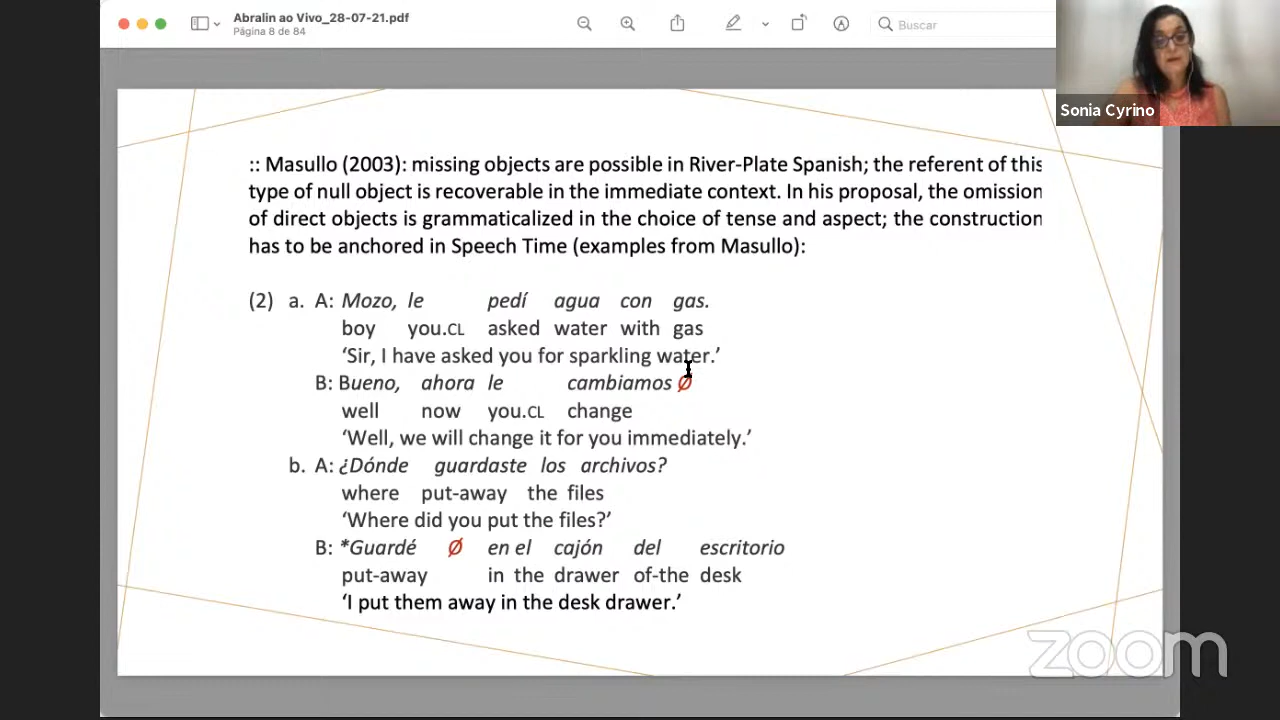 Abralin ao Vivo_28-07-21.pdf
Página 8 de 84
Buscar
Sonia Cyrino
:: Masullo (2003): missing objects are possible in River-Plate Spanish; the referent of this
type of null object is recoverable in the immediate context. In his proposal, the omission
of direct objects is grammaticalized in the choice of tense and aspect; the construction
has to be anchored in Speech Time (examples from Masullo):
(2) a. A: Mozo, le pedí agua con gas.
boy you.CL asked water with gas
‘Sir, I have asked you for sparkling water.’
B: Bueno, ahora le cambiamos Ø
well now you.CL change
‘Well, we will change it for you immediately.’
b. A: ¿Dónde guardaste los archivos?
where put-away the files
‘Where did you put the files?’
B: *Guardé Ø en el cajón del escritorio
put-away in the drawer of-the desk
‘I put them away in the desk drawer.’
zoom